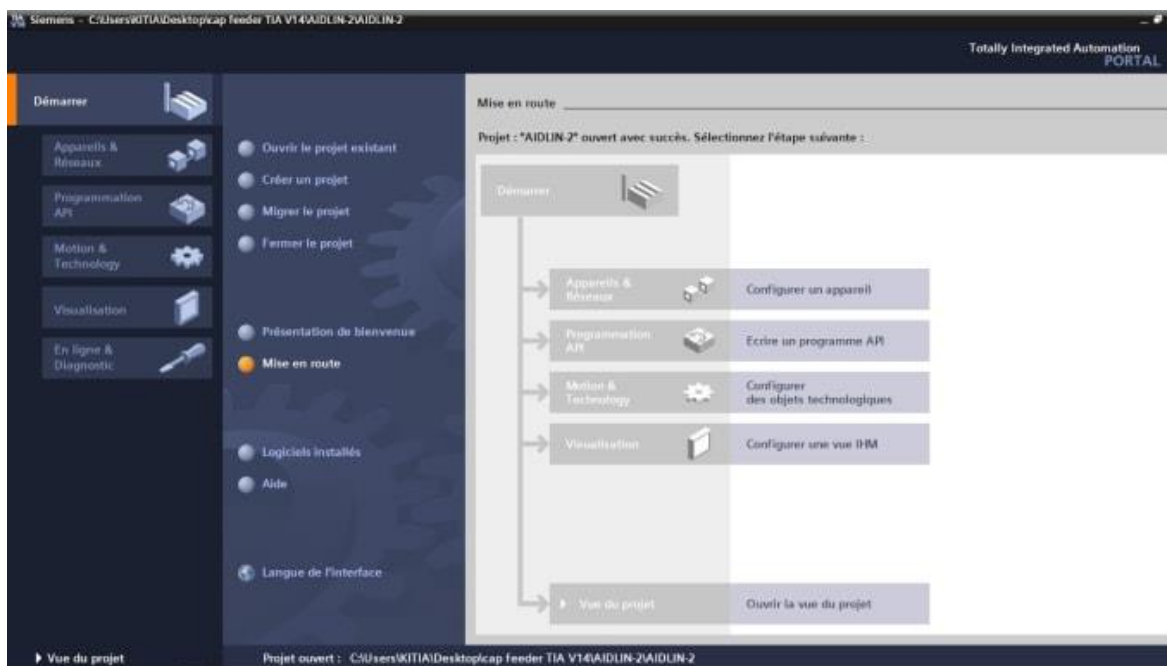 Siemens - C:\Users\KITIA\Desktop\cap feeder TIA V14\AIDLIN-2\AIDLIN-2
Totally Integrated Automation
PORTAL
Démarrer
Appareils &
Réseaux
Programmation
API
Motion &
Technology
Visualisation
En ligne &
Diagnostic
Vue du projet
Ouvrir le projet existant
Créer un projet
Migrer le projet
Fermer le projet
Présentation de bienvenue
Mise en route
Logiciels installés
Aide
Langue de l'interface
Mise en route
Projet : "AIDLIN-2" ouvert avec succès. Sélectionnez l'étape suivante :
Démarrer
Appareils &
Réseaux
Configurer un appareil
Programmation
API
Ecrire un programme API
Motion &
Technology
Configurer
des objets technologiques
Visualisation
Configurer une vue IHM
Vue du projet
Ouvrir la vue du projet
Projet ouvert : C:\Users\KITIA\Desktop\cap feeder TIA V14\AIDLIN-2\AIDLIN-2